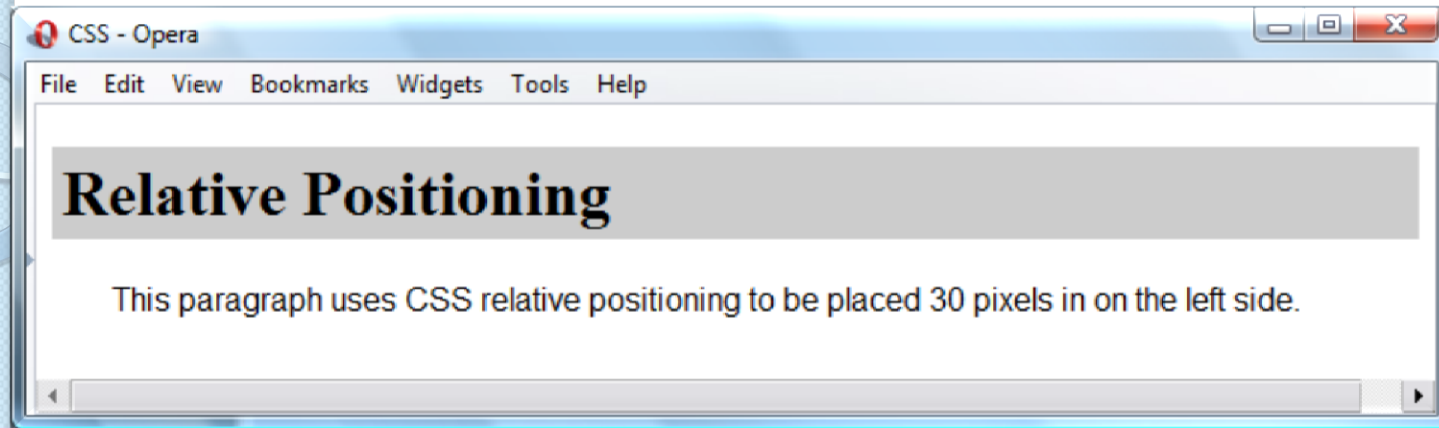 CSS - Opera
File Edit View Bookmarks Widgets Tools Help
Relative Positioning
This paragraph uses CSS relative positioning to be placed 30 pixels in on the left side.